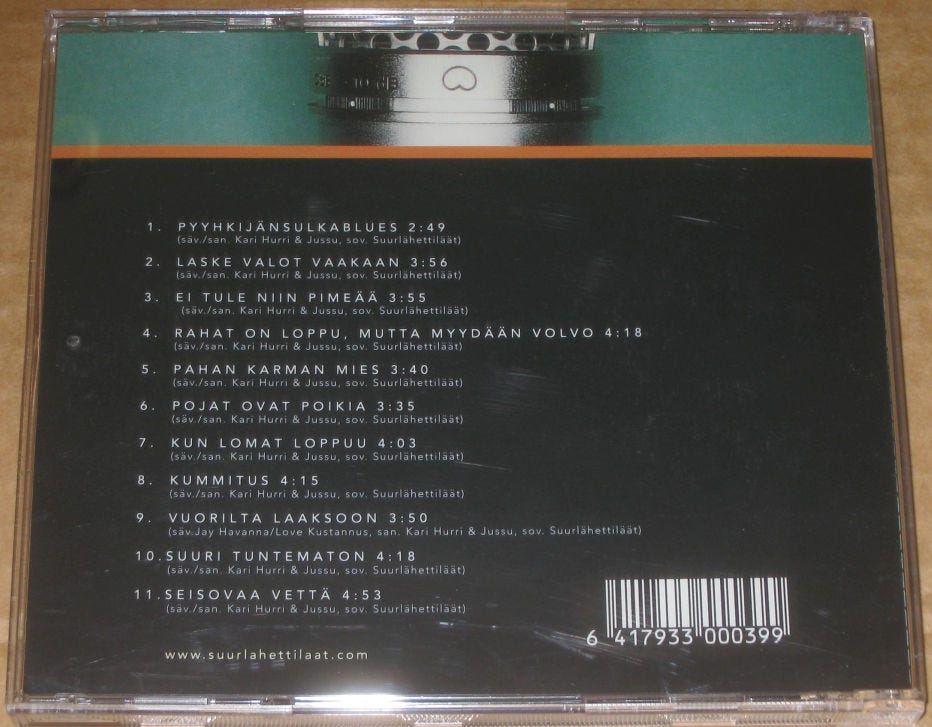 1. PYYHKIJÄNSULKABLUES 2:49
(säv./san. Kari Hurri & Jussu, sov. Suurlähettiläät)
2. LASKE VALOT VAAKAAN 3:56
(säv./san. Kari Hurri & Jussu, sov. Suurlähettiläät)
3. EI TULE NIIN PIMEÄÄ 3:55
(säv./san. Kari Hurri & Jussu, sov. Suurlähettiläät)
4. RAHAT ON LOPPU, MUTTA MYYDÄÄN VOLVO 4:18
(säv./san. Kari Hurri & Jussu, sov. Suurlähettiläät)
5. PAHAN KARMAN MIES 3:40
(säv./san. Kari Hurri & Jussu, sov. Suurlähettiläät)
6. POJAT OVAT POIKIA 3:35
(säv./san. Kari Hurri & Jussu, sov. Suurlähettiläät)
7. KUN LOMAT LOPPUU 4:03
(säv./san. Kari Hurri & Jussu, sov. Suurlähettiläät)
8. KUMMITUS 4:15
(säv./san. Kari Hurri & Jussu, sov. Suurlähettiläät)
9. VUORILTA LAAKSOON 3:50
(säv.Jay Havanna/Love Kustannus, san. Kari Hurri & Jussu, sov. Suurlähettiläät)
10. SUURI TUNTEMATON 4:18
(säv./san. Kari Hurri & Jussu, sov. Suurlähettiläät)
11. SEISOVAA VETTÄ 4:53
(säv./san. Kari Hurri & Jussu, sov. Suurlähettiläät)
6 417933 000399
www.suurlahettilaat.com